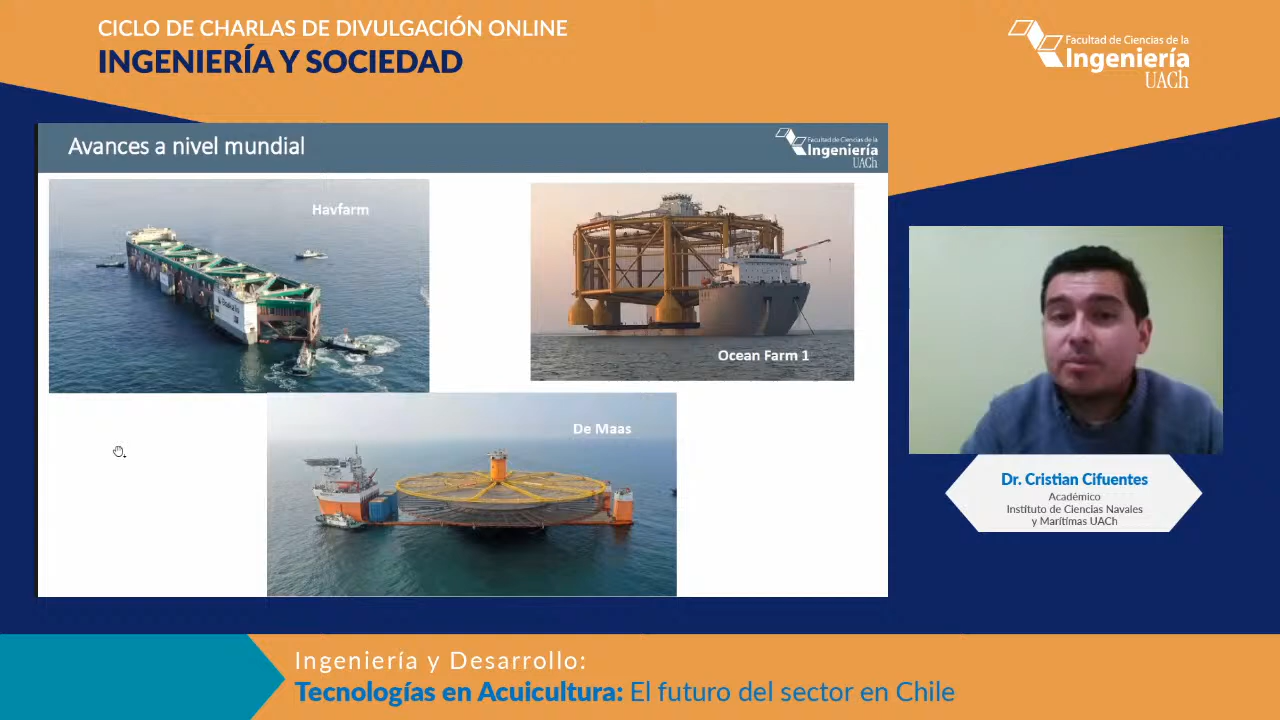 CICLO DE CHARLAS DE DIVULGACIÓN ONLINE
INGENIERÍA Y SOCIEDAD
Facultad de Ciencias de la
Ingeniería
UACh
Avances a nivel mundial
Facultad de Ciencias de la
Ingeniería
UACh
Havfarm
Ocean Farm 1
De Maas
Dr. Cristian Cifuentes
Académico
Instituto de Ciencias Navales
y Marítimas UACh
Ingeniería y Desarrollo:
Tecnologías en Acuicultura: El futuro del sector en Chile